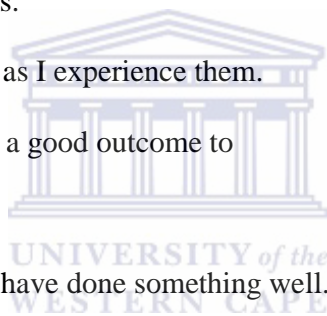 s.
as I experience them.
a good outcome to
UNIVERSITY of the
have done something well.
WESTERN CAPE